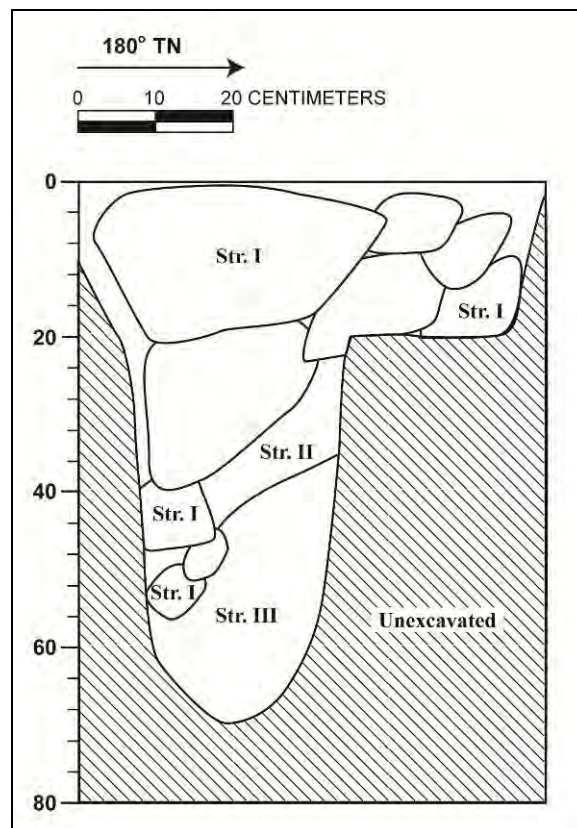 180° TN
0 10 20 CENTIMETERS
0
Str. I
Str. I
20
Str. II
40
Str. I
Str. I
Str. III
Unexcavated
60
80